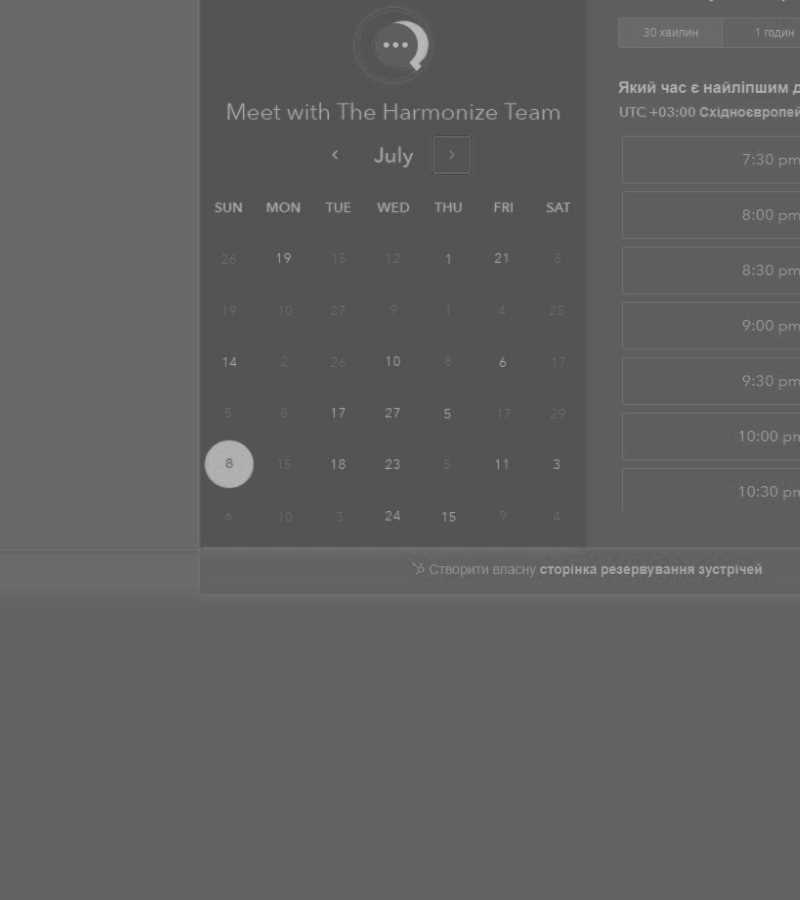 Meet with The Harmonize Team
July
SUN MON TUE WED THU FRI SAT
26 19 15 12 1 21 8
19 10 27 9 1 4 25
14 2 26 10 8 6 17
5 8 17 27 5 17 29
8 15 18 23 5 11 3
6 10 3 24 15 9 4
30 хвилин 1 годин
Який час є найліпшим д
UTC +03:00 Східноєвропей
7:30 pm
8:00 pm
8:30 pm
9:00 pm
9:30 pm
10:00 pm
10:30 pm
Створити власну сторінка резервування зустрічей